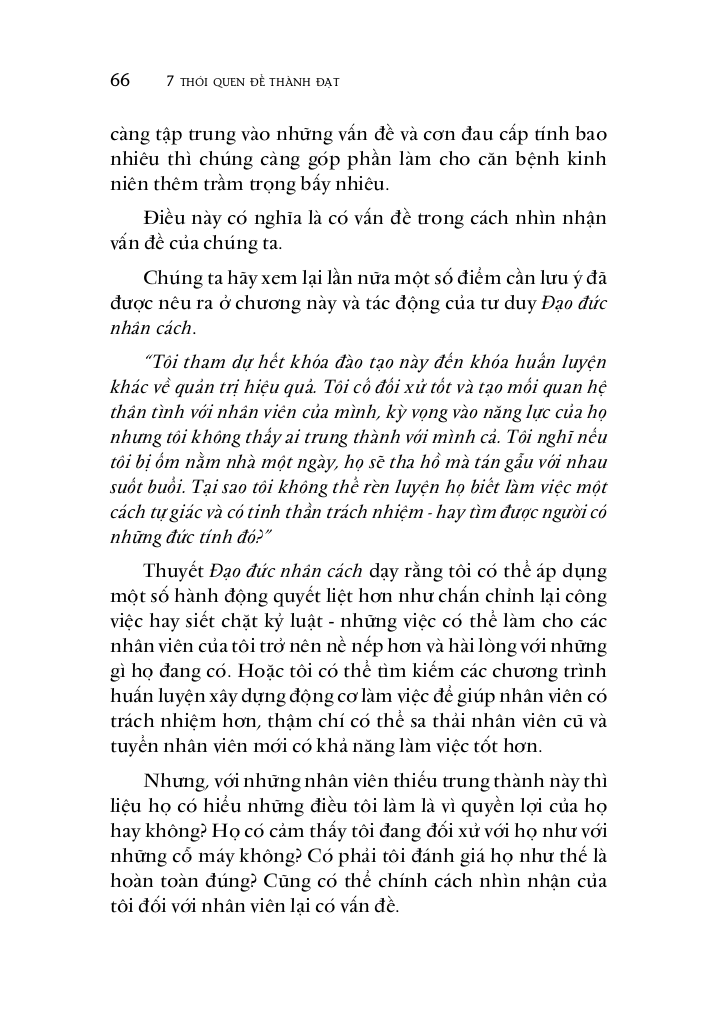 66 7 THÓI QUEN ĐỂ THÀNH ĐẠT
càng tập trung vào những vấn đề và cơn đau cấp tính bao
nhiêu thì chúng càng góp phần làm cho căn bệnh kinh
niên thêm trầm trọng bấy nhiêu.
Điều này có nghĩa là có vấn đề trong cách nhìn nhận
vấn đề của chúng ta.
Chúng ta hãy xem lại lần nữa một số điểm cần lưu ý đã
được nêu ra ở chương này và tác động của tư duy Đạo đức
nhân cách.
“Tôi tham dự hết khóa đào tạo này đến khóa huấn luyện
khác về quản trị hiệu quả. Tôi cố đối xử tốt và tạo mối quan hệ
thân tình với nhân viên của mình, kỳ vọng vào năng lực của họ
nhưng tôi không thấy ai trung thành với mình cả. Tôi nghĩ nếu
tôi bị ốm nằm nhà một ngày, họ sẽ tha hồ mà tán gẫu với nhau
suốt buổi. Tại sao tôi không thể rèn luyện họ biết làm việc một
cách tự giác và có tinh thần trách nhiệm - hay tìm được người có
những đức tính đó?”
Thuyết Đạo đức nhân cách dạy rằng tôi có thể áp dụng
một số hành động quyết liệt hơn như chấn chỉnh lại công
việc hay siết chặt kỷ luật - những việc có thể làm cho các
nhân viên của tôi trở nên nề nếp hơn và hài lòng với những
gì họ đang có. Hoặc tôi có thể tìm kiếm các chương trình
huấn luyện xây dựng động cơ làm việc để giúp nhân viên có
trách nhiệm hơn, thậm chí có thể sa thải nhân viên cũ và
tuyển nhân viên mới có khả năng làm việc tốt hơn.
Nhưng, với những nhân viên thiếu trung thành này thì
liệu họ có hiểu những điều tôi làm là vì quyền lợi của họ
hay không? Họ có cảm thấy tôi đang đối xử với họ như với
những cỗ máy không? Có phải tôi đánh giá họ như thế là
hoàn toàn đúng? Cũng có thể chính cách nhìn nhận của
tôi đối với nhân viên lại có vấn đề.